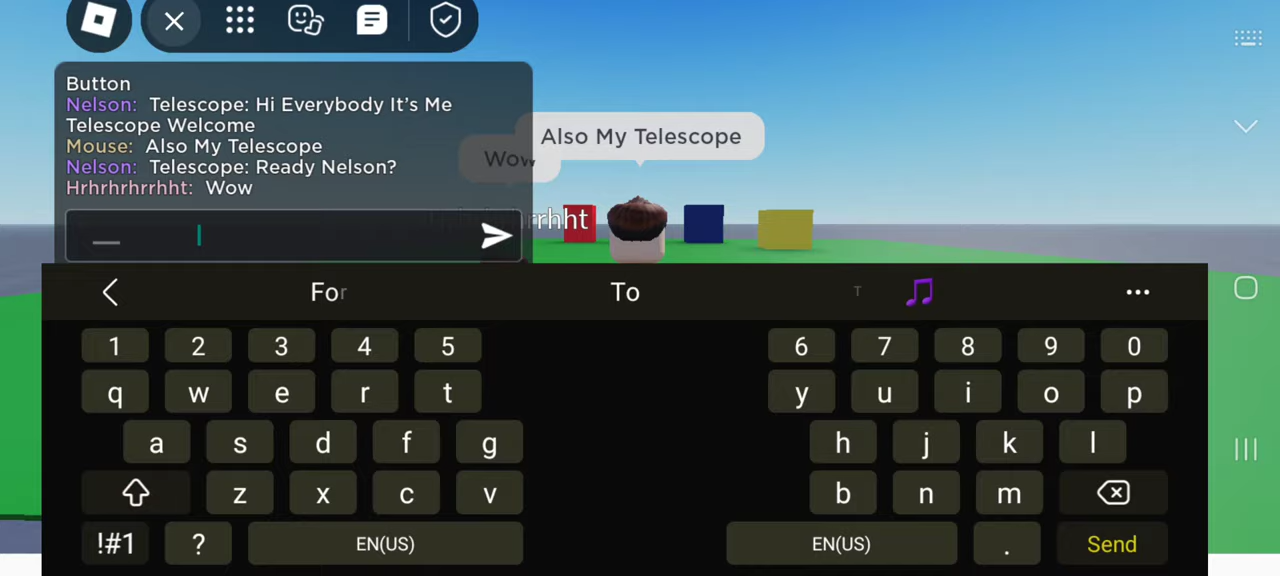 Button
Nelson: Telescope: Hi Everybody It's Me
Telescope Welcome
Mouse: Also My Telescope
Nelson: Telescope: Ready Nelson?
Hrhrhrhrrhht: Wow
Wow
Also My Telescope
rrhht
For
To
T
1 2 3 4 5 6 7 8 9 0
q w e r t y u i o p
a s d f g h j k l
z x c v b n m
!#1 ? EN(US) EN(US) . Send